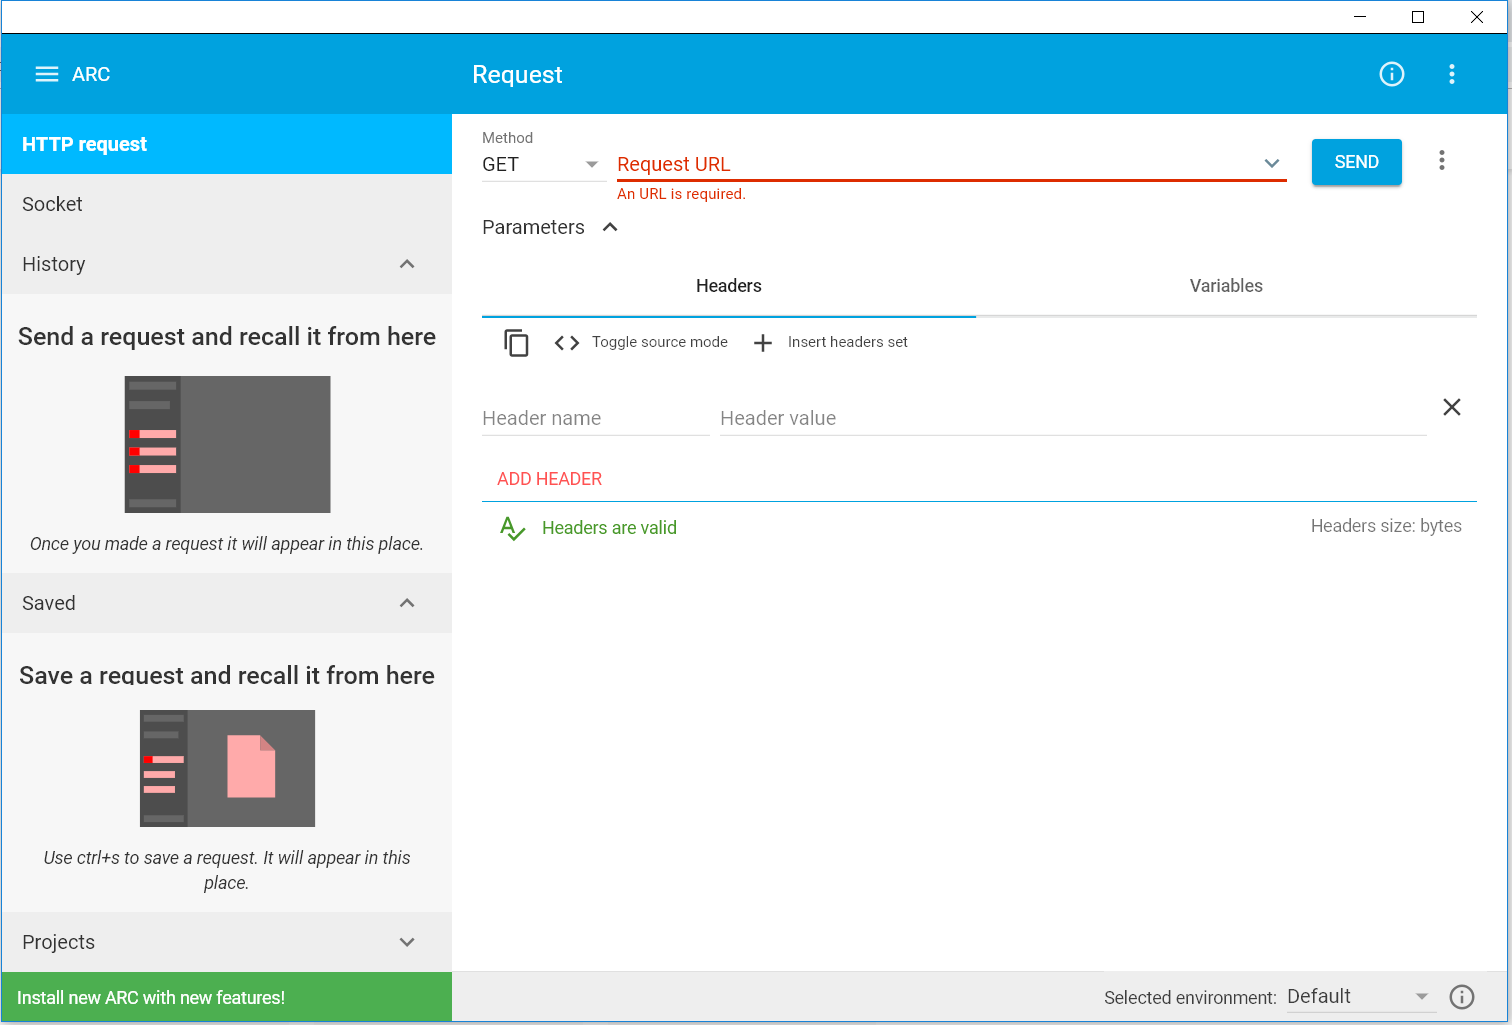 ARC
Request
HTTP request
Socket
History
Send a request and recall it from here
Once you made a request it will appear in this place.
Saved
Save a request and recall it from here
Use ctrl+s to save a request. It will appear in this
place.
Projects
Install new ARC with new features!
Method
GET
Request URL
SEND
An URL is required.
Parameters
Headers
Variables
Toggle source mode
Insert headers set
Header name
Header value
ADD HEADER
Headers are valid
Headers size: bytes
Selected environment: Default